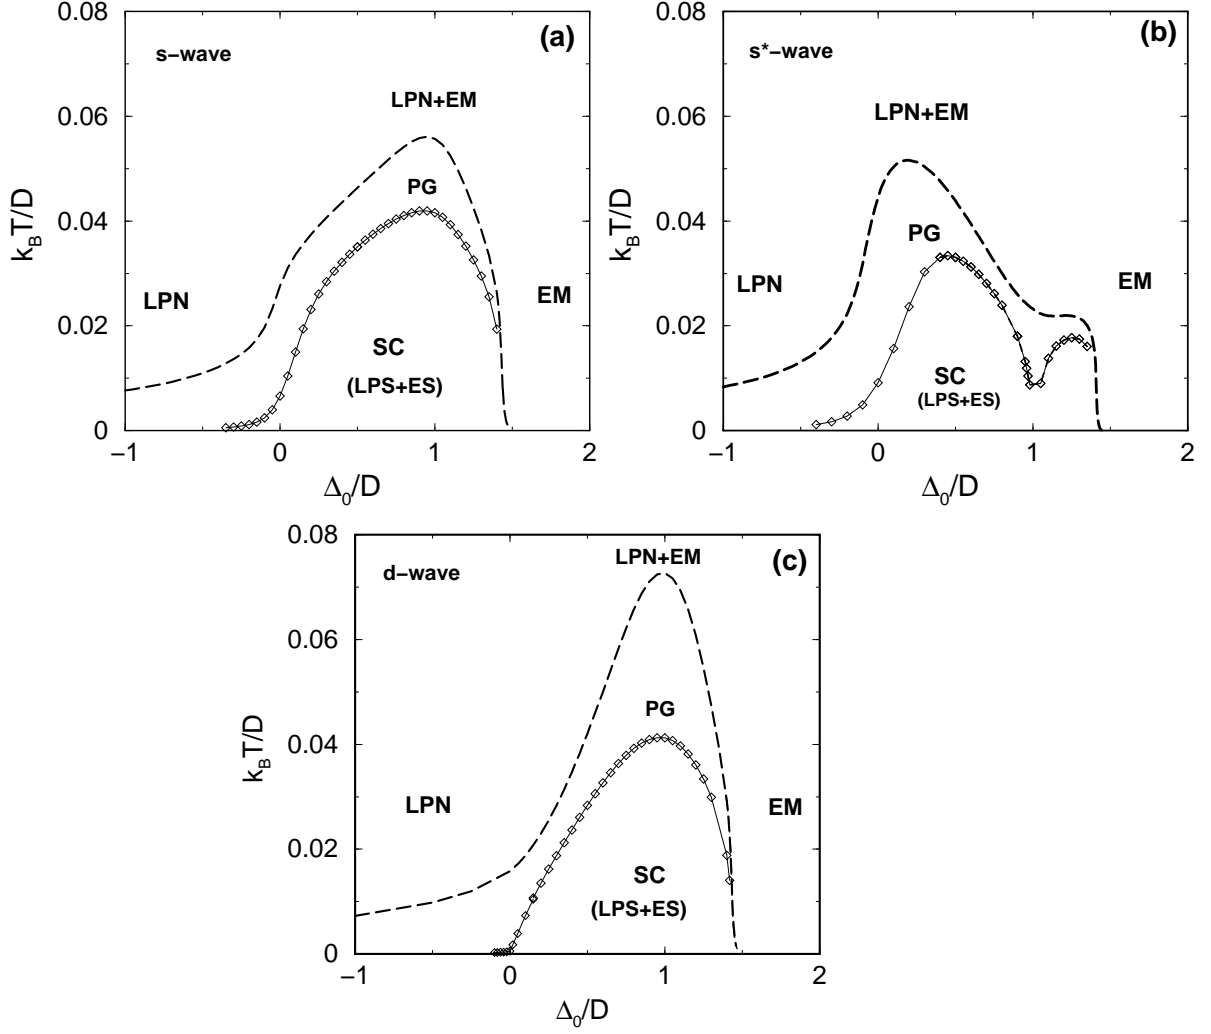 (a)
s−wave
LPN+EM
PG
LPN
EM
SC
(LPS+ES)
0.08
0.06
0.04
0.02
0
−1
0
1
2
k_BT/D
Δ_0/D
(b)
s*−wave
LPN+EM
PG
LPN
EM
SC
(LPS+ES)
0.08
0.06
0.04
0.02
0
−1
0
1
2
k_BT/D
Δ_0/D
(c)
d−wave
LPN+EM
PG
LPN
EM
SC
(LPS+ES)
0.08
0.06
0.04
0.02
0
−1
0
1
2
k_BT/D
Δ_0/D